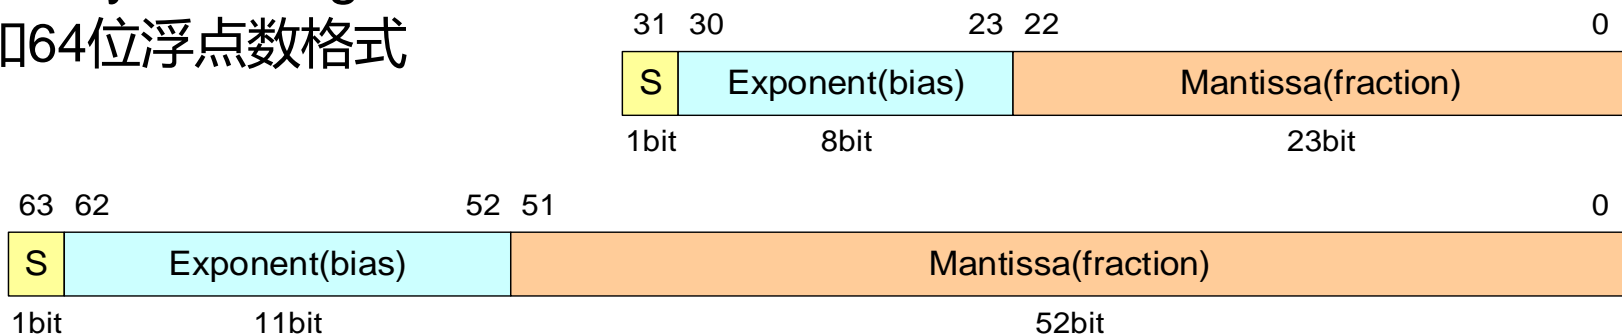 64位浮点数格式
31 30 23 22 0
S Exponent(bias) Mantissa(fraction)
1bit 8bit 23bit
63 62 52 51 0
S Exponent(bias) Mantissa(fraction)
1bit 11bit 52bit